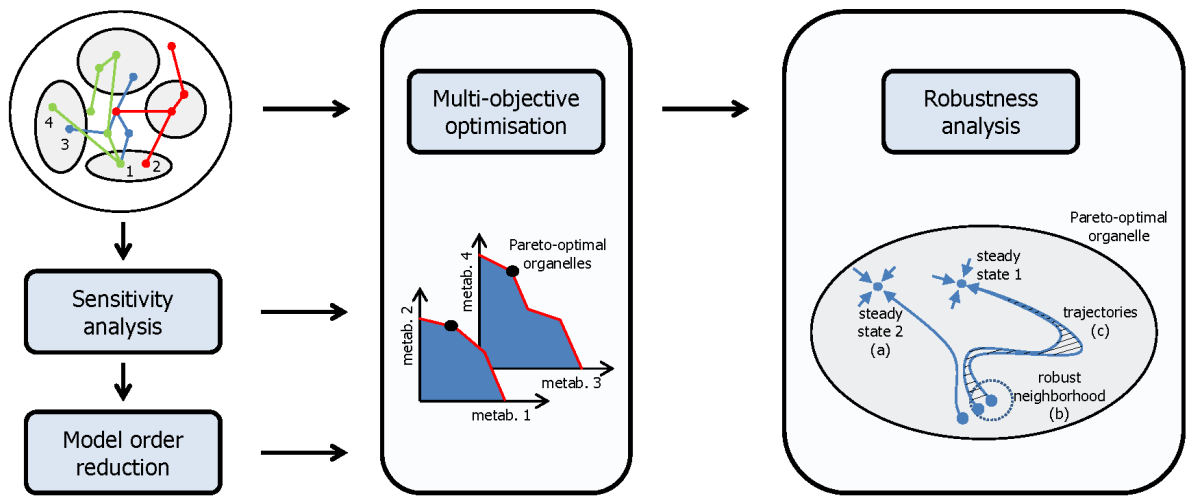 4
3
1
2
Sensitivity
analysis
Model order
reduction
Multi-objective
optimisation
Pareto-optimal
organelles
metab. 4
metab. 3
metab. 2
metab. 1
Robustness
analysis
Pareto-optimal
organelle
steady
state 1
steady
state 2
(a)
trajectories
(c)
robust
neighborhood
(b)